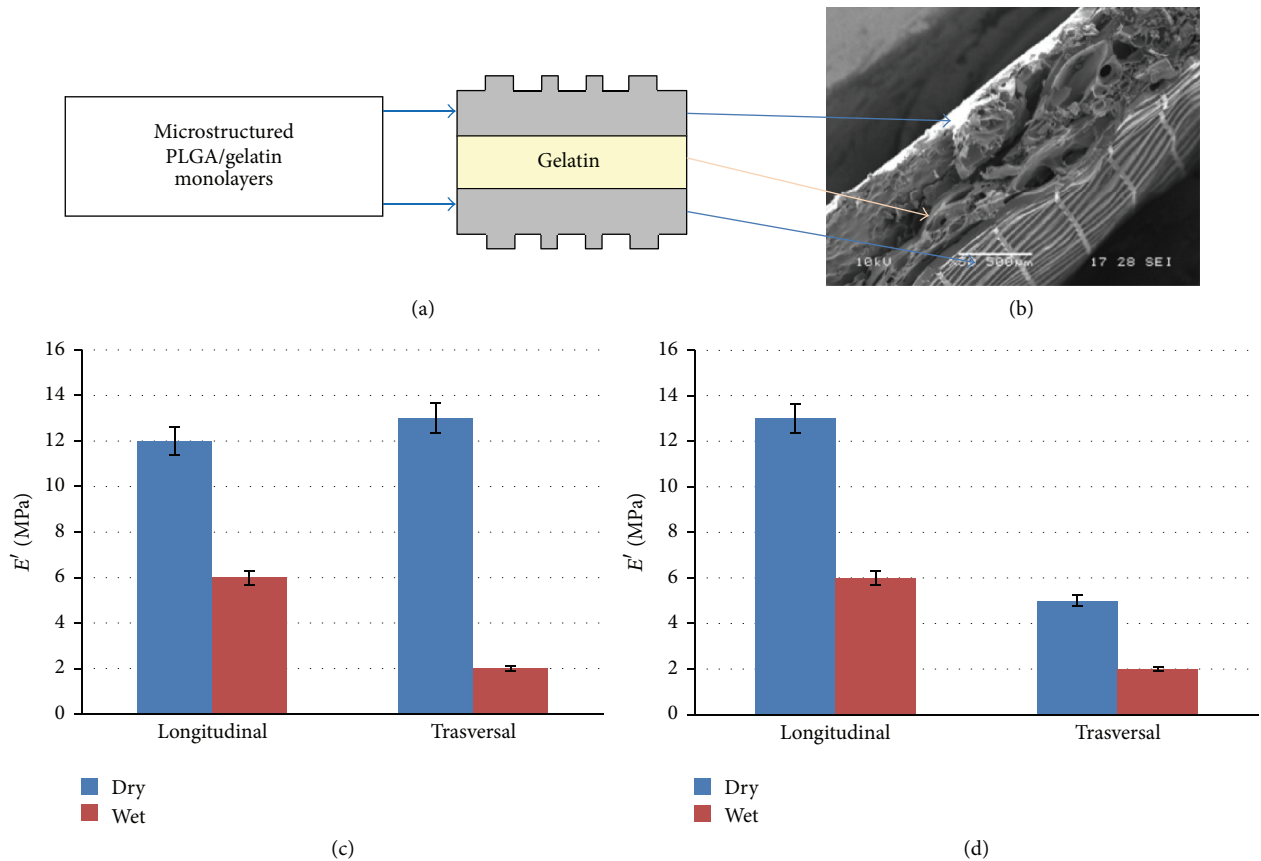 Microstructured
PLGA/gelatin
monolayers
Gelatin
10kV
500μm
17 28 SEI
(a)
(b)
16
14
12
10
8
6
4
2
0
E′ (MPa)
Longitudinal
Trasversal
Dry
Wet
(c)
16
14
12
10
8
6
4
2
0
E′ (MPa)
Longitudinal
Trasversal
Dry
Wet
(d)